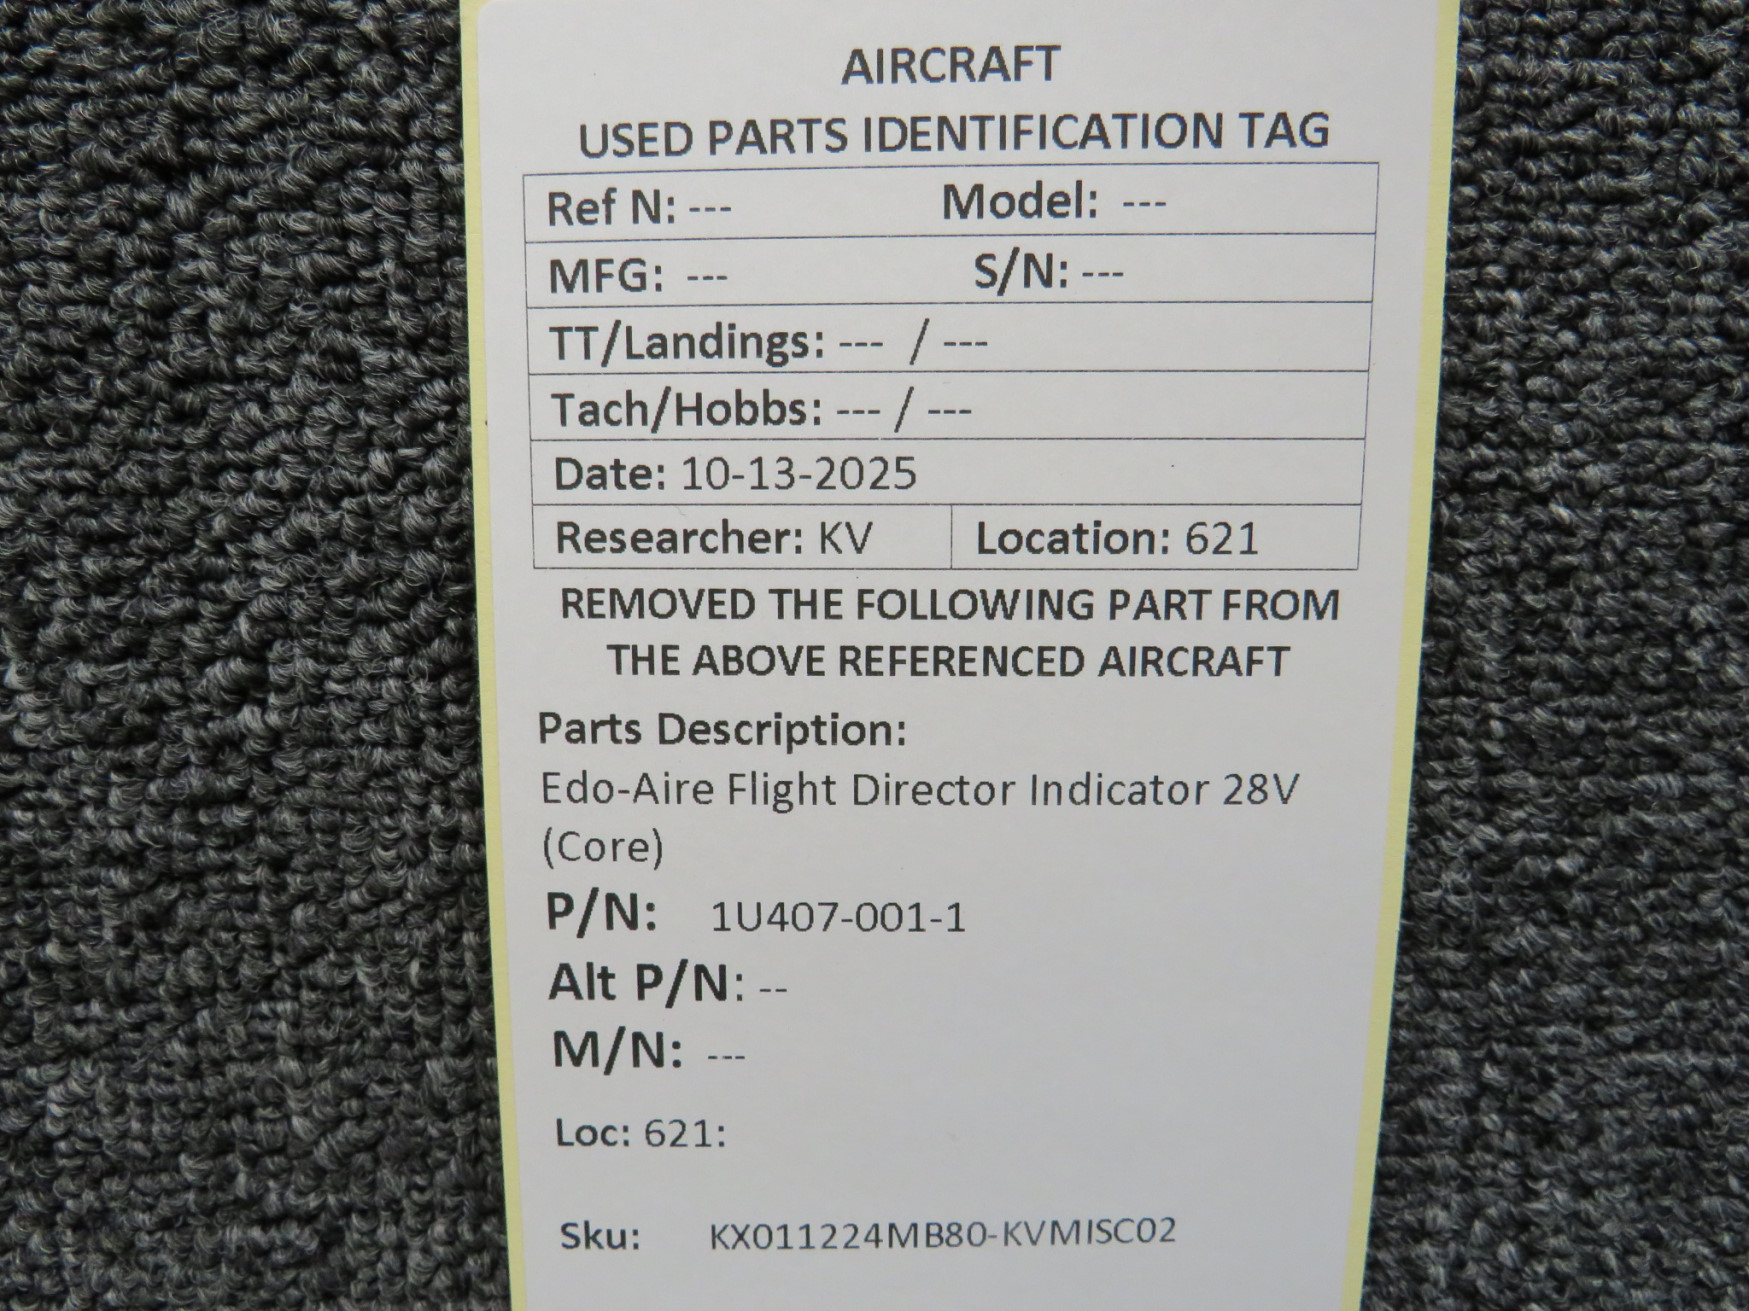 AIRCRAFT
USED PARTS IDENTIFICATION TAG
Ref N: --- Model: ---
MFG: --- S/N: ---
TT/Landings: --- / ---
Tach/Hobbs: --- / ---
Date: 10-13-2025
Researcher: KV Location: 621
REMOVED THE FOLLOWING PART FROM
THE ABOVE REFERENCED AIRCRAFT
Parts Description:
Edo-Aire Flight Director Indicator 28V
(Core)
P/N: 1U407-001-1
Alt P/N: --
M/N: ---
Loc: 621:
Sku: KX011224MB80-KVMISC02